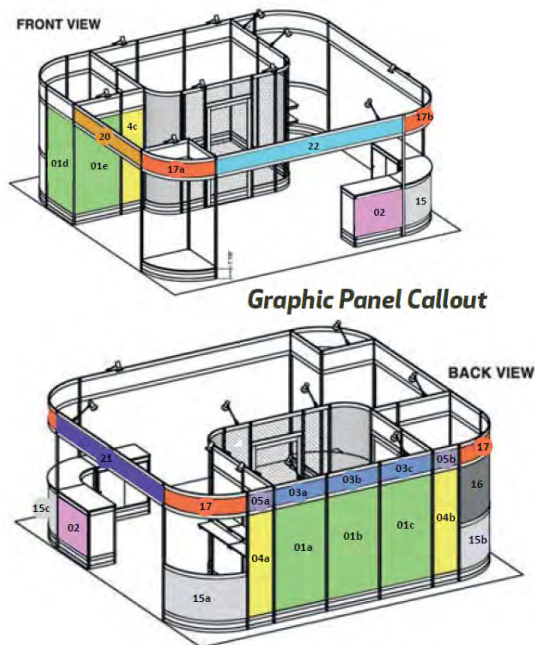 FRONT VIEW
4c
20
17b
01d
01e
17a
22
02
15
Graphic Panel Callout
BACK VIEW
21
17
05a
03a
03b
03c
05b
17
15c
02
04a
01a
01b
01c
04b
16
15a
15b